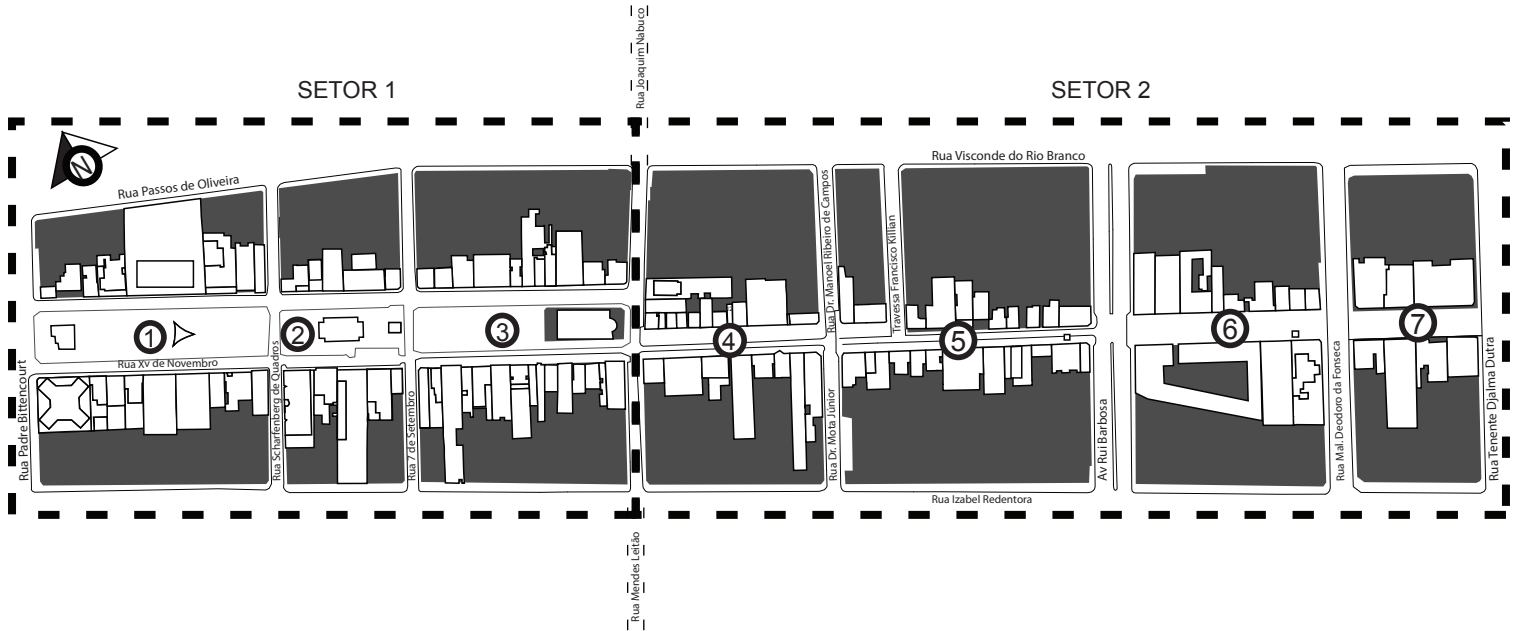 Rua Joaquim Nabuco
SETOR 1
SETOR 2
N
Rua Passos de Oliveira
Rua Visconde do Rio Branco
Rua Dr. Manoel Ribeiro de Campos
Travessa Francisco Killian
1
2
3
4
5
6
7
Rua Xv de Novembro
Rua Padre Bittencourt
Rua Scharfenberg de Quadros
Rua 7 de Setembro
Rua Dr. Mota Júnior
Av Rui Barbosa
Rua Mal. Deodoro da Fonseca
Rua Tenente Djalma Dutra
Rua Izabel Redentora
Rua Mendes Leitão